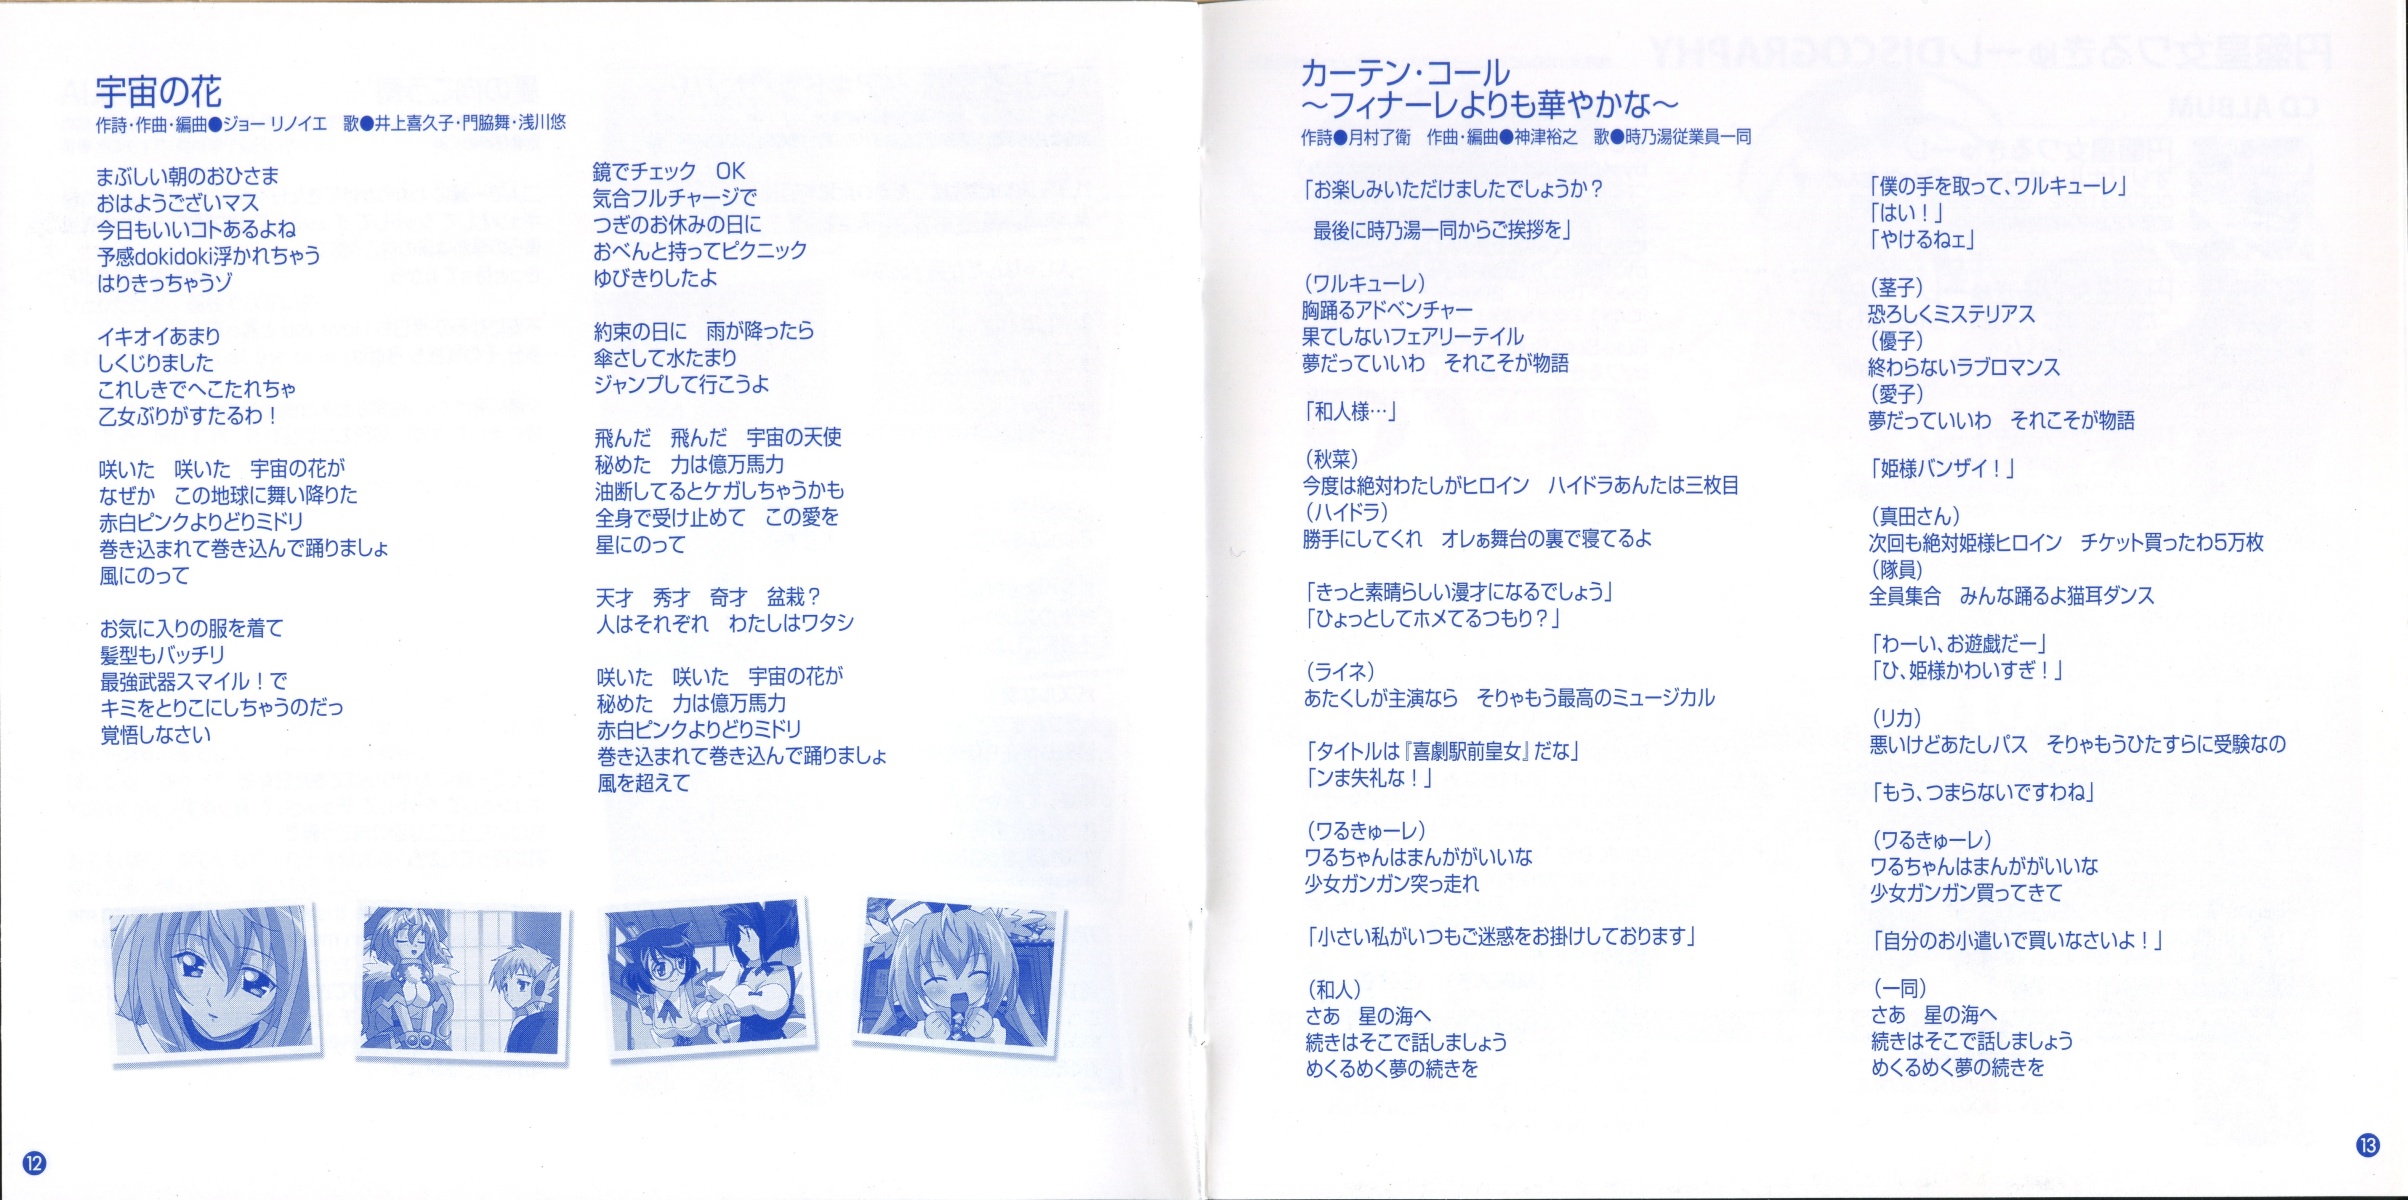 宇宙の花
作詩・作曲・編曲●ジョー リノイエ　歌●井上喜久子・門脇舞・浅川悠
まぶしい朝のおひさま
おはようございマス
今日もいいコトあるよね
予感dokidoki浮かれちゃう
はりきっちゃうゾ
イキオイあまり
しくじりました
これしきでへこたれちゃ
乙女ぶりがすたるわ！
咲いた　咲いた　宇宙の花が
なぜか　この地球に舞い降りた
赤白ピンクよりどりミドリ
巻き込まれて巻き込んで踊りましょ
風にのって
お気に入りの服を着て
髪型もバッチリ
最強武器スマイル！で
キミをとりこにしちゃうのだっ
覚悟しなさい
鏡でチェック　OK
気合フルチャージで
つぎのお休みの日に
おべんと持ってピクニック
ゆびきりしたよ
約束の日に　雨が降ったら
傘さして水たまり
ジャンプして行こうよ
飛んだ　飛んだ　宇宙の天使
秘めた　力は億万馬力
油断してるとケガしちゃうかも
全身で受け止めて　この愛を
星にのって
天才　秀才　奇才　盆栽？
人はそれぞれ　わたしはワタシ
咲いた　咲いた　宇宙の花が
秘めた　力は億万馬力
赤白ピンクよりどりミドリ
巻き込まれて巻き込んで踊りましょ
風を超えて
12
カーテン・コール
～フィナーレよりも華やかな～
作詩●月村了衛　作曲・編曲●神津裕之　歌●時乃湯従業員一同
「お楽しみいただけましたでしょうか？
最後に時乃湯一同からご挨拶を」
（ワルキューレ）
胸踊るアドベンチャー
果てしないフェアリーテイル
夢だっていいわ　それこそが物語
「和人様…」
（秋菜）
今度は絶対わたしがヒロイン　ハイドラあんたは三枚目
（ハイドラ）
勝手にしてくれ　オレぁ舞台の裏で寝てるよ
「きっと素晴らしい漫才になるでしょう」
「ひょっとしてホメてるつもり？」
（ライネ）
あたくしが主演なら　そりゃもう最高のミュージカル
「タイトルは『喜劇駅前皇女』だな」
「ンま失礼な！」
（ワるきゅーレ）
ワるちゃんはまんががいいな
少女ガンガン突っ走れ
「小さい私がいつもご迷惑をお掛けしております」
（和人）
さあ　星の海へ
続きはそこで話しましょう
めくるめく夢の続きを
「僕の手を取って、ワルキューレ」
「はい！」
「やけるねェ」
（茎子）
恐ろしくミステリアス
（優子）
終わらないラブロマンス
（愛子）
夢だっていいわ　それこそが物語
「姫様バンザイ！」
（真田さん）
次回も絶対姫様ヒロイン　チケット買ったわ5万枚
（隊員）
全員集合　みんな踊るよ猫耳ダンス
「わーい、お遊戯だー」
「ひ、姫様かわいすぎ！」
（リカ）
悪いけどあたしパス　そりゃもうひたすらに受験なの
「もう、つまらないですわね」
（ワるきゅーレ）
ワるちゃんはまんががいいな
少女ガンガン買ってきて
「自分のお小遣いで買いなさいよ！」
（一同）
さあ　星の海へ
続きはそこで話しましょう
めくるめく夢の続きを
13